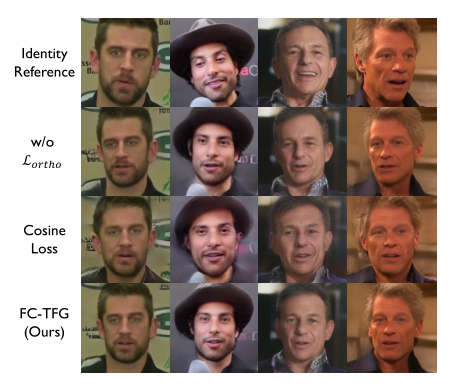 Identity
Reference
w/o
ℒ_ortho
Cosine
Loss
FC-TFG
(Ours)